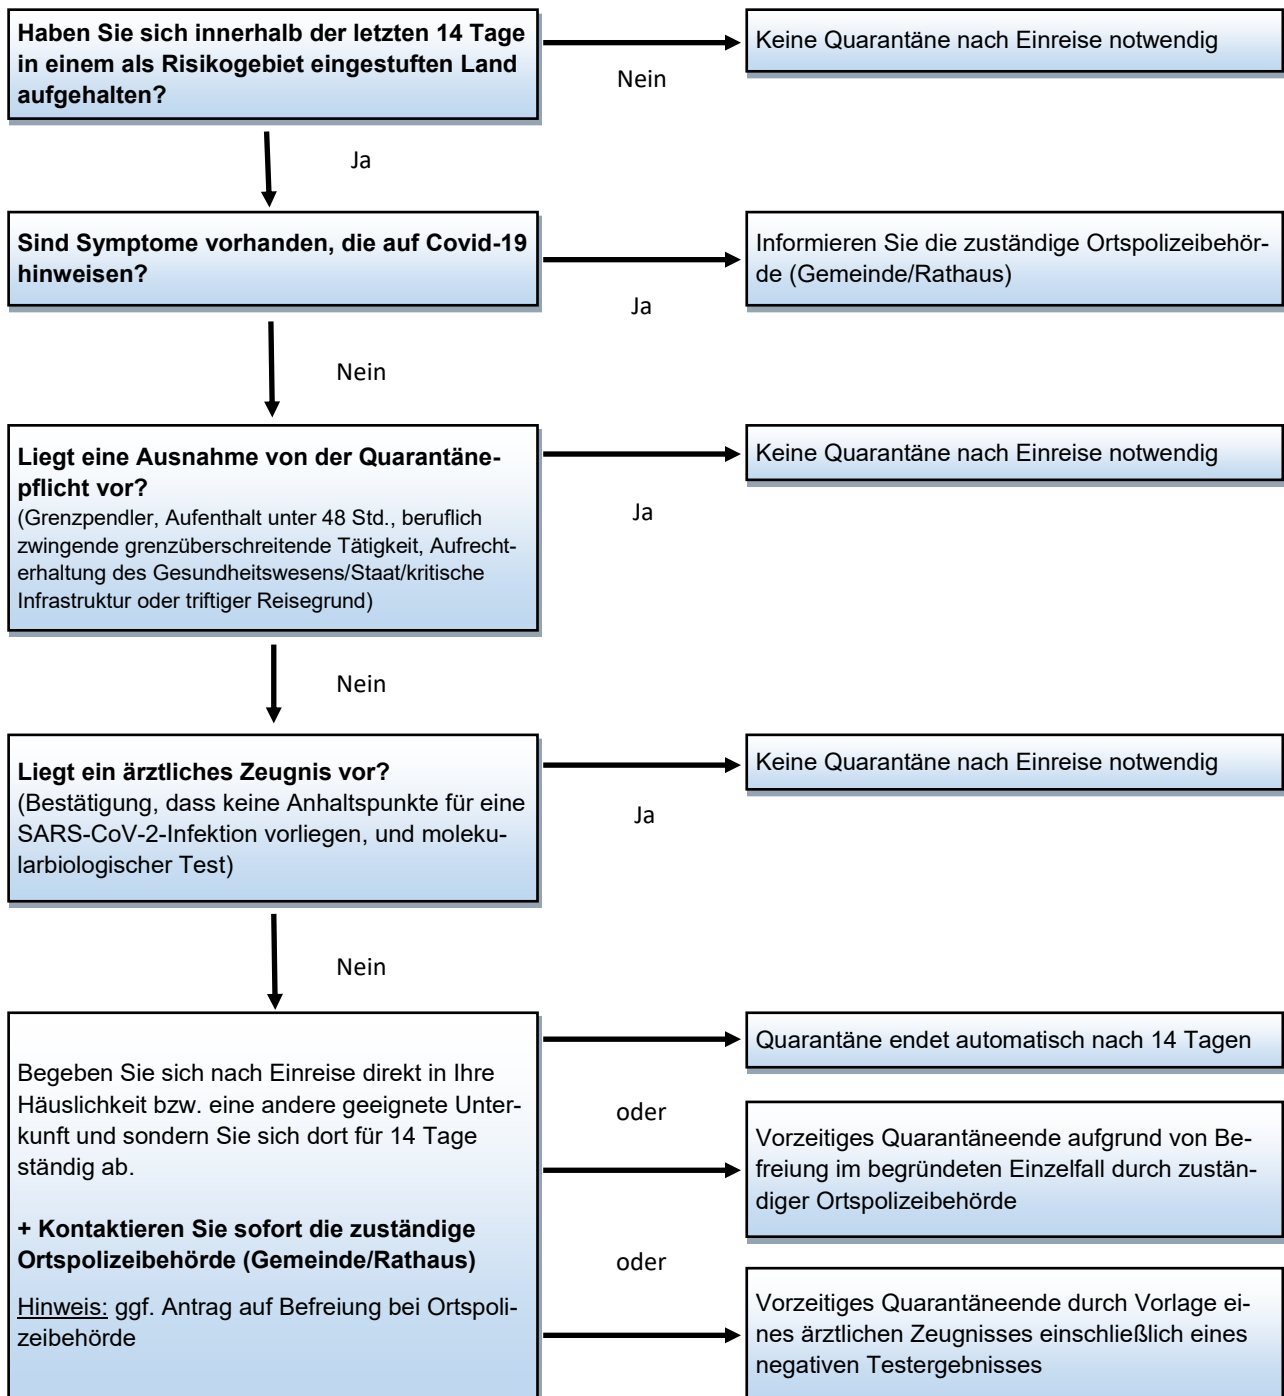 Haben Sie sich innerhalb der letzten 14 Tage
in einem als Risikogebiet eingestuften Land
aufgehalten?
Nein
Keine Quarantäne nach Einreise notwendig
Ja
Sind Symptome vorhanden, die auf Covid-19
hinweisen?
Ja
Informieren Sie die zuständige Ortspolizeibehör-
de (Gemeinde/Rathaus)
Nein
Liegt eine Ausnahme von der Quarantäne-
pflicht vor?
(Grenzpendler, Aufenthalt unter 48 Std., beruflich
zwingende grenzüberschreitende Tätigkeit, Aufrecht-
erhaltung des Gesundheitswesens/Staat/kritische
Infrastruktur oder triftiger Reisegrund)
Ja
Keine Quarantäne nach Einreise notwendig
Nein
Liegt ein ärztliches Zeugnis vor?
(Bestätigung, dass keine Anhaltspunkte für eine
SARS-CoV-2-Infektion vorliegen, und moleku-
larbiologischer Test)
Ja
Keine Quarantäne nach Einreise notwendig
Nein
Begeben Sie sich nach Einreise direkt in Ihre
Häuslichkeit bzw. eine andere geeignete Unter-
kunft und sondern Sie sich dort für 14 Tage
ständig ab.
+ Kontaktieren Sie sofort die zuständige
Ortspolizeibehörde (Gemeinde/Rathaus)
Hinweis: ggf. Antrag auf Befreiung bei Ortspoli-
zeibehörde
Quarantäne endet automatisch nach 14 Tagen
oder
Vorzeitiges Quarantäneende aufgrund von Be-
freiung im begründeten Einzelfall durch zustän-
diger Ortspolizeibehörde
oder
Vorzeitiges Quarantäneende durch Vorlage ei-
nes ärztlichen Zeugnisses einschließlich eines
negativen Testergebnisses